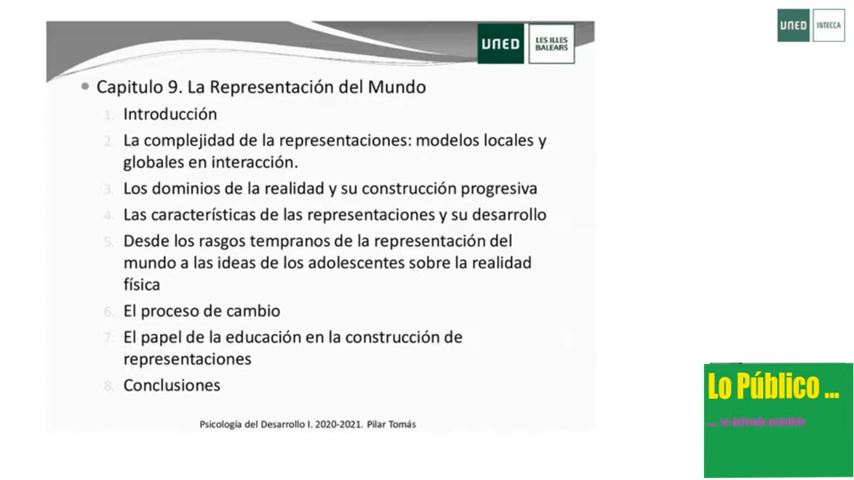 UNED
LES ILLES
BALEARS
UNED
INTECCA
Capitulo 9. La Representación del Mundo
1. Introducción
2. La complejidad de la representaciones: modelos locales y
globales en interacción.
3. Los dominios de la realidad y su construcción progresiva
4. Las características de las representaciones y su desarrollo
5. Desde los rasgos tempranos de la representación del
mundo a las ideas de los adolescentes sobre la realidad
física
6. El proceso de cambio
7. El papel de la educación en la construcción de
representaciones
8. Conclusiones
Psicología del Desarrollo I. 2020-2021. Pilar Tomás
Lo Público ...